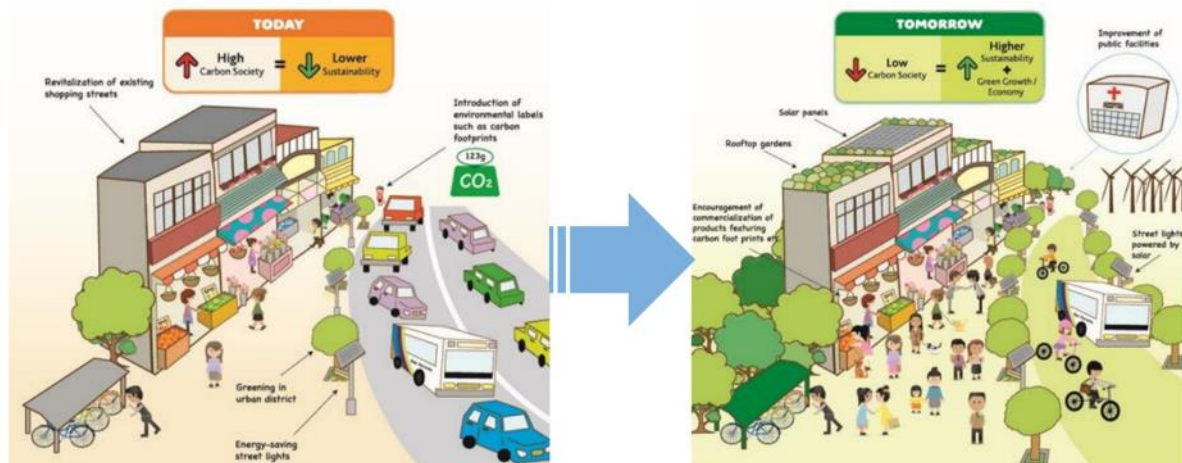 TODAY
High
Carbon Society
=
Lower
Sustainability
Revitalization of existing
shopping streets
Introduction of
environmental labels
such as carbon
footprints
123g
CO2
Greening in
urban district
Energy-saving
street lights
TOMORROW
Low
Carbon Society
=
Higher
Sustainability
+
Green Growth /
Economy
Improvement of
public facilities
Solar panels
Rooftop gardens
Encouragement of
commercialization of
products featuring
carbon foot prints etc.
Street lights
powered by
solar